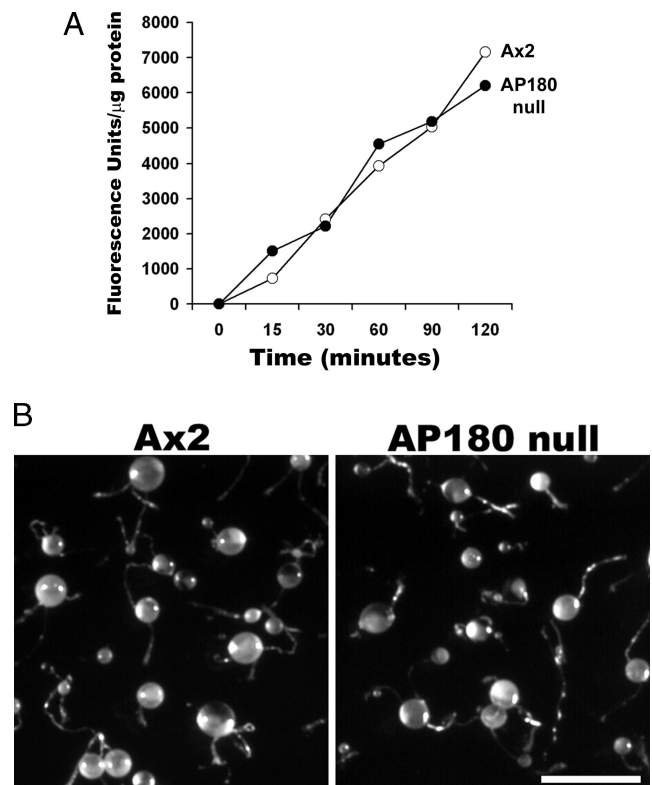 A
Fluorescence Units/μg protein
8000
7000
6000
5000
4000
3000
2000
1000
0
Ax2
AP180
null
0 15 30 60 90 120
Time (minutes)
B
Ax2 AP180 null